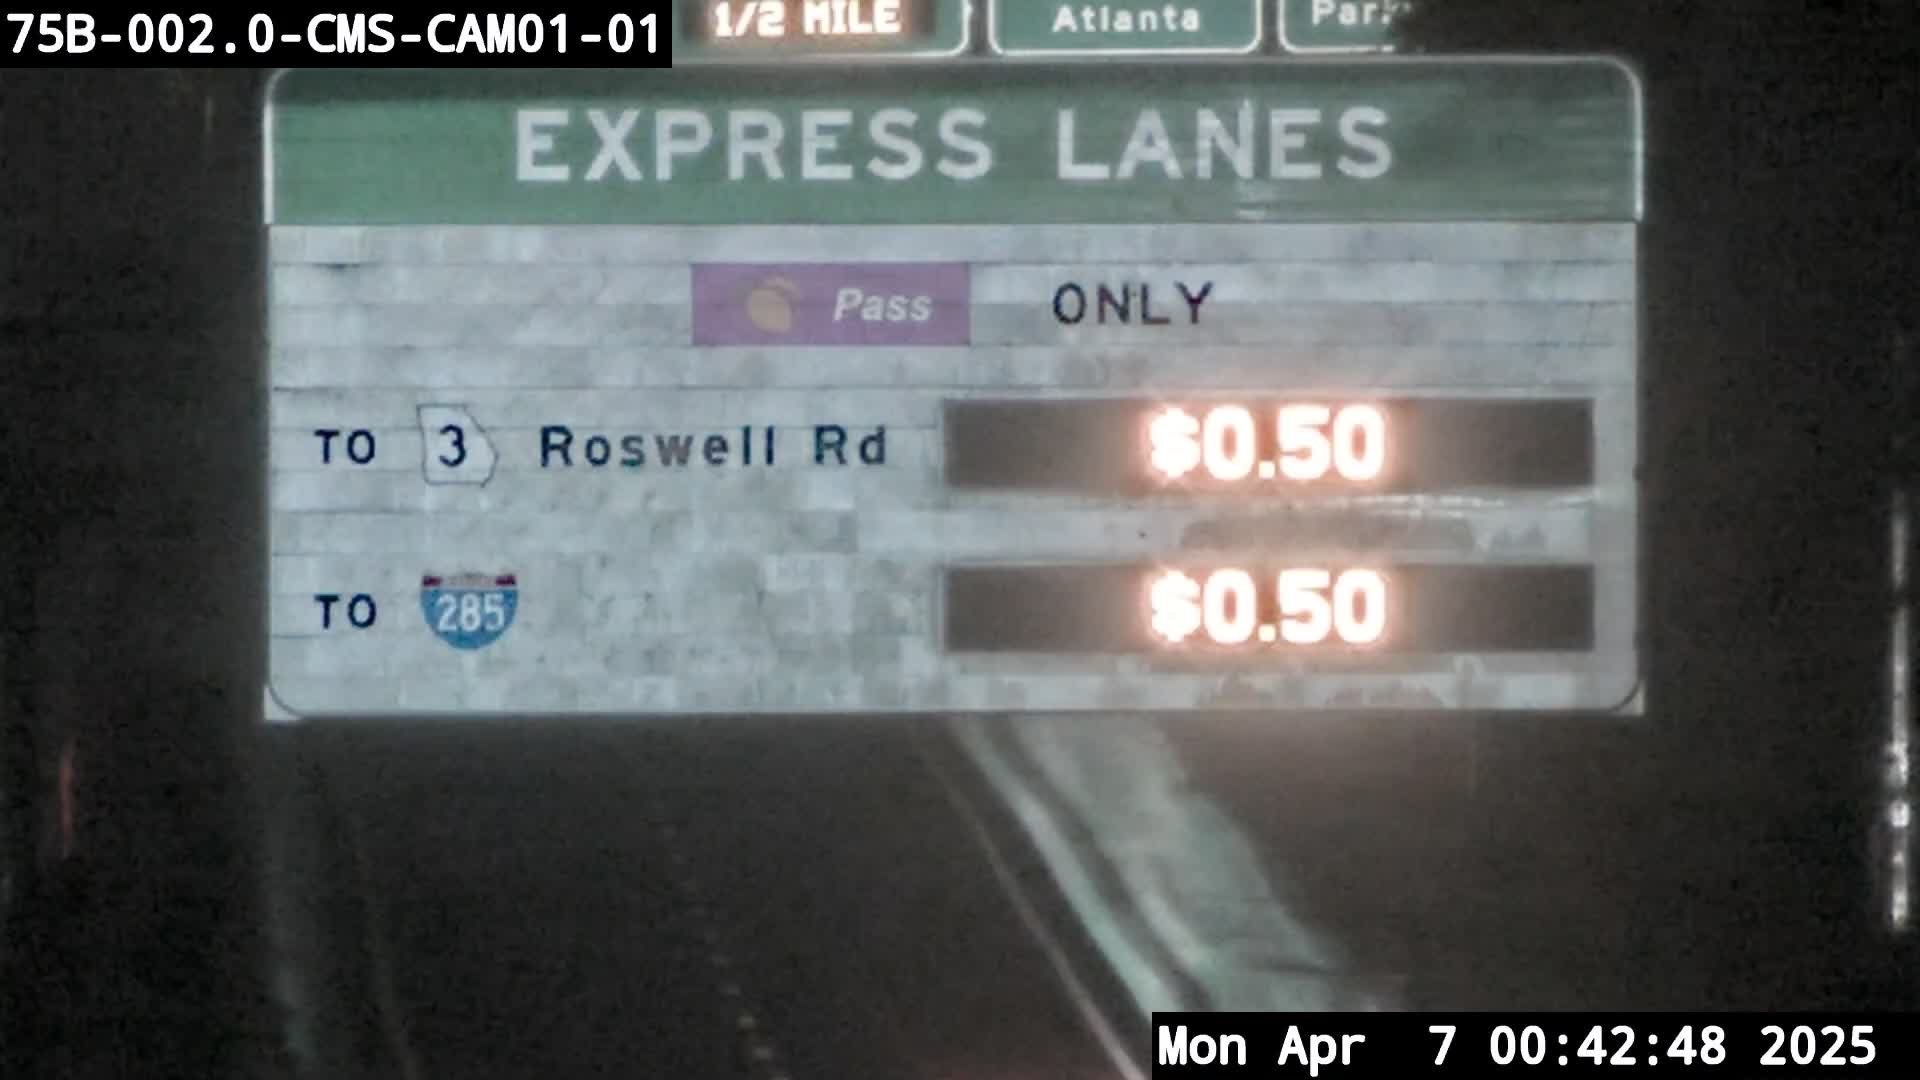 75B-002.0-CMS-CAM01-01
1/2 MILE
Atlanta
EXPRESS LANES
Pass ONLY
TO 3 Roswell Rd $0.50
TO 285 $0.50
Mon Apr 7 00:42:48 2025